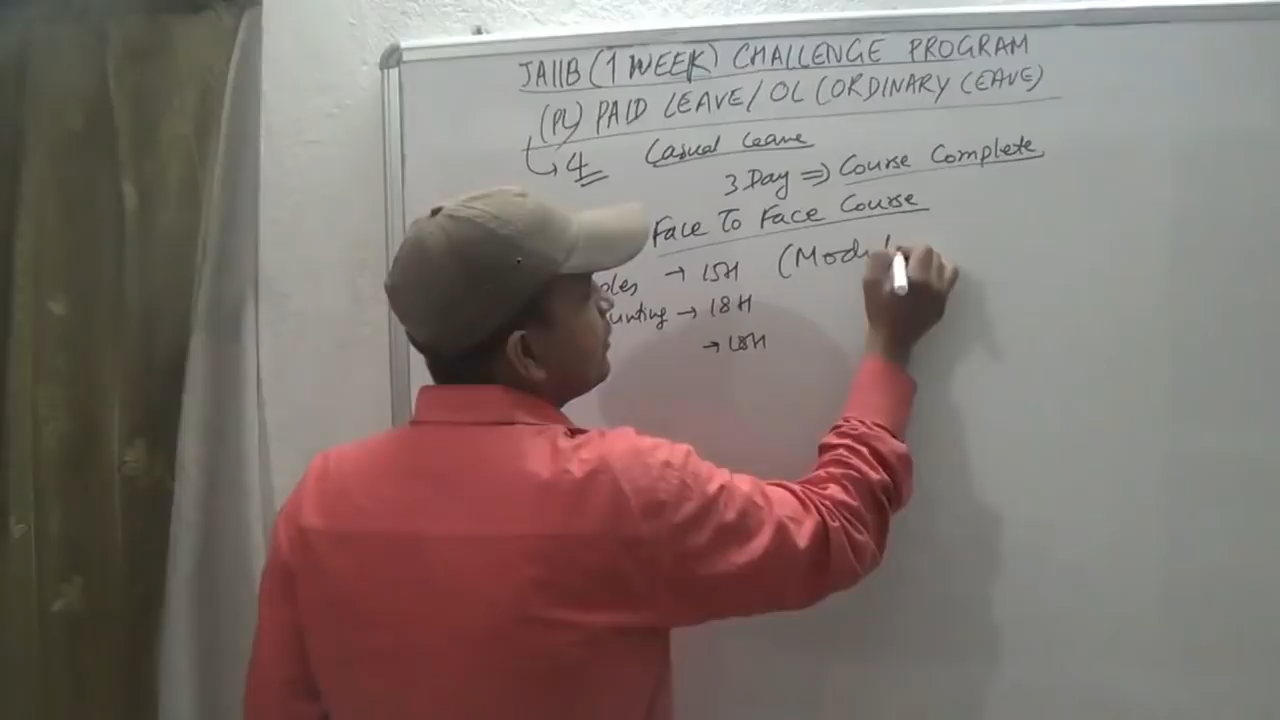 JAIIB (1 WEEK) CHALLENGE PROGRAM
(PL) PAID LEAVE/OL (ORDINARY LEAVE)
4 Casual leave
3 Day ⇒ Course Complete
Face To Face Course
→ 15H (Modul
→ 18H
→ 18H